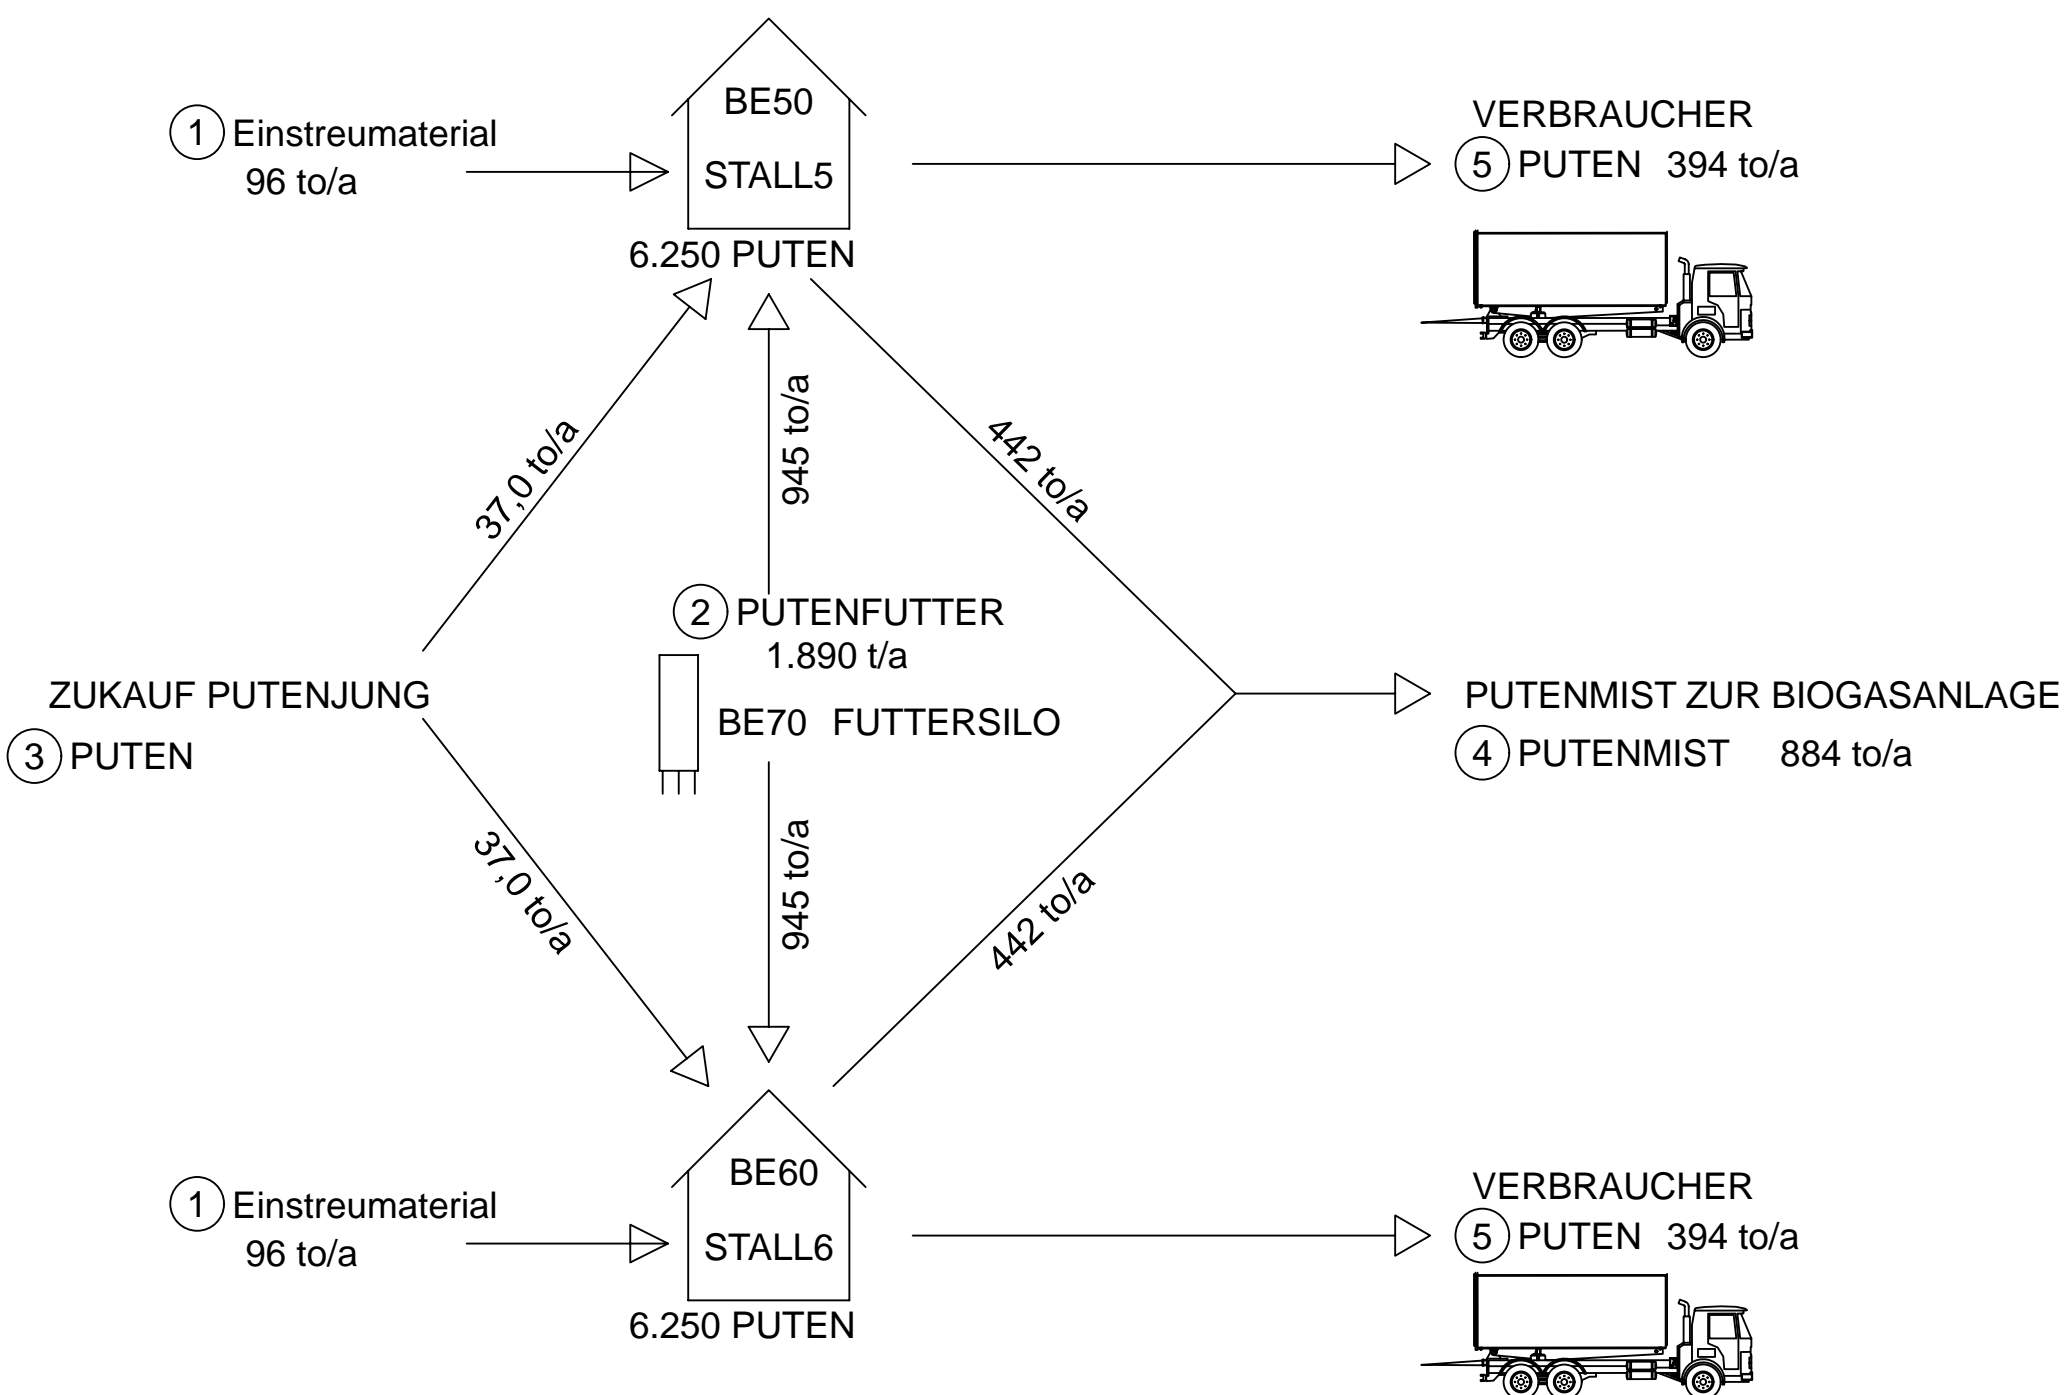 BE50
STALL5
6.250 PUTEN
1 Einstreumaterial
96 to/a
VERBRAUCHER
5 PUTEN 394 to/a
37,0 to/a
945 to/a
442 to/a
2 PUTENFUTTER
1.890 t/a
BE70 FUTTERSILO
ZUKAUF PUTENJUNG
3 PUTEN
PUTENMIST ZUR BIOGASANLAGE
4 PUTENMIST 884 to/a
37,0 to/a
945 to/a
442 to/a
BE60
STALL6
6.250 PUTEN
1 Einstreumaterial
96 to/a
VERBRAUCHER
5 PUTEN 394 to/a